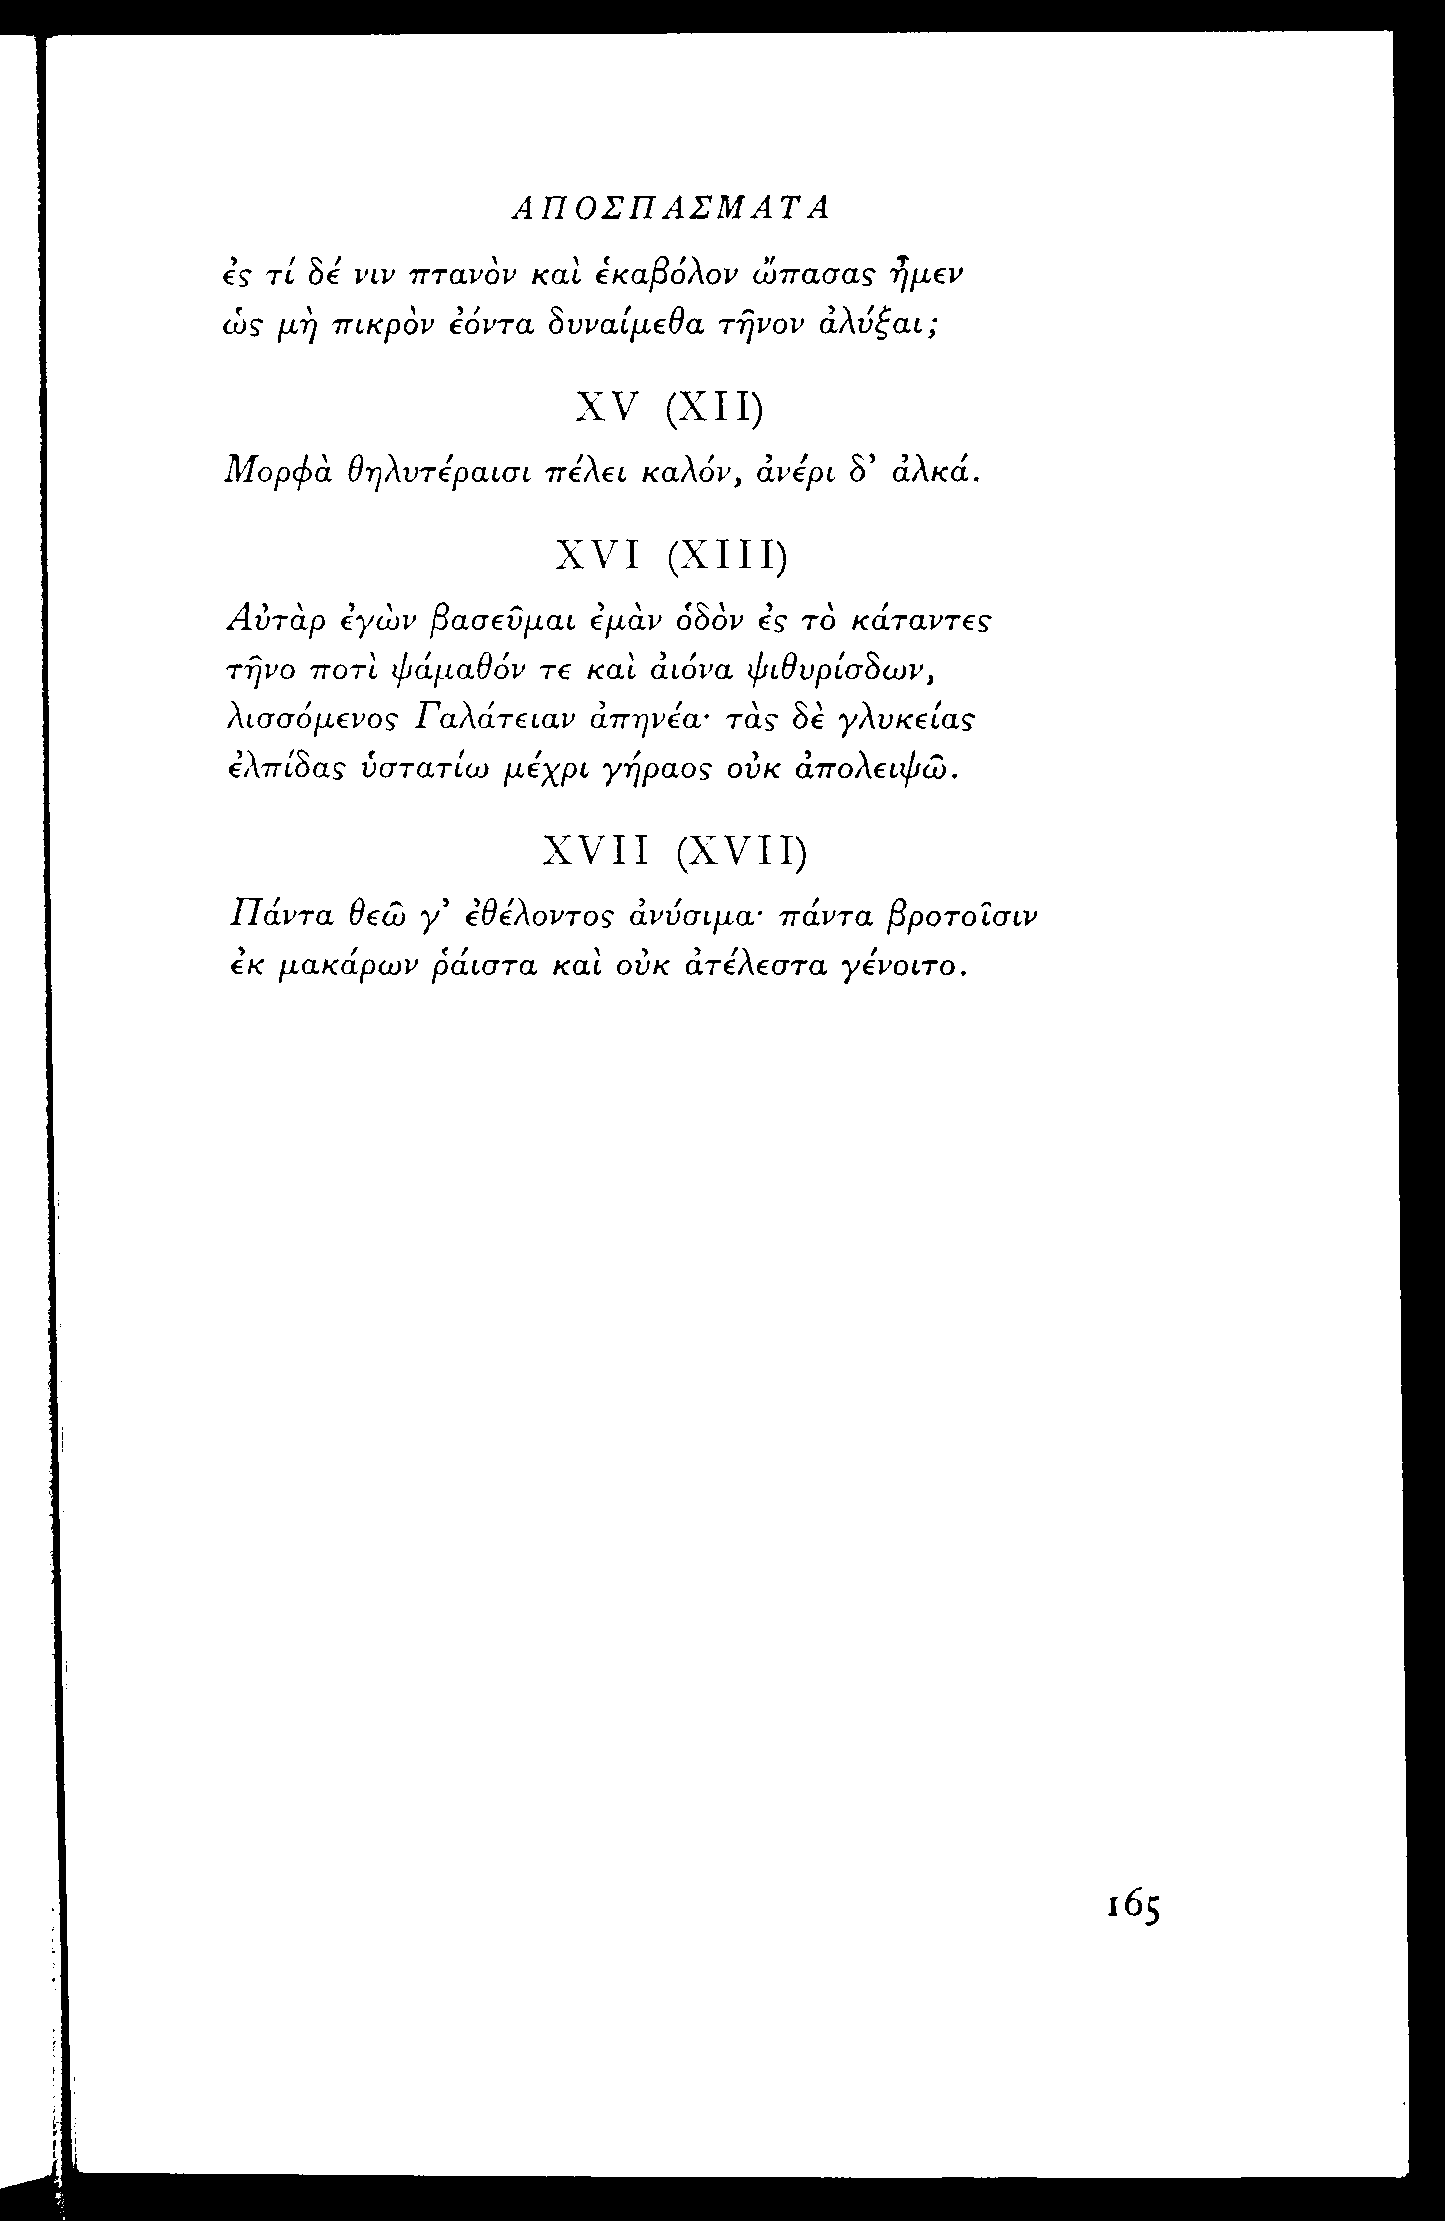 ΑΠΟΣΠΑΣΜΑΤΑ
ἐς τί δέ νιν πτανὸν καὶ ἑκαβόλον ὤπασας ἦμεν
ὡς μὴ πικρὸν ἐόντα δυναίμεθα τῆνον ἀλύξαι;
XV (XII)
Μορφὰ θηλυτέραισι πέλει καλόν, ἀνέρι δ’ ἀλκά.
XVI (XIII)
Αὐτὰρ ἐγὼν βασεῦμαι ἐμὰν ὁδὸν ἐς τὸ κάταντες
τῆνο ποτὶ ψάμαθόν τε καὶ ἀιόνα ψιθυρίσδων,
λισσόμενος Γαλάτειαν ἀπηνέα· τὰς δὲ γλυκείας
ἐλπίδας ὑστατίω μέχρι γήραος οὐκ ἀπολειψῶ.
XVII (XVII)
Πάντα θεῶ γ’ ἐθέλοντος ἀνύσιμα· πάντα βροτοῖσιν
ἐκ μακάρων ῥάιστα καὶ οὐκ ἀτέλεστα γένοιτο.
165